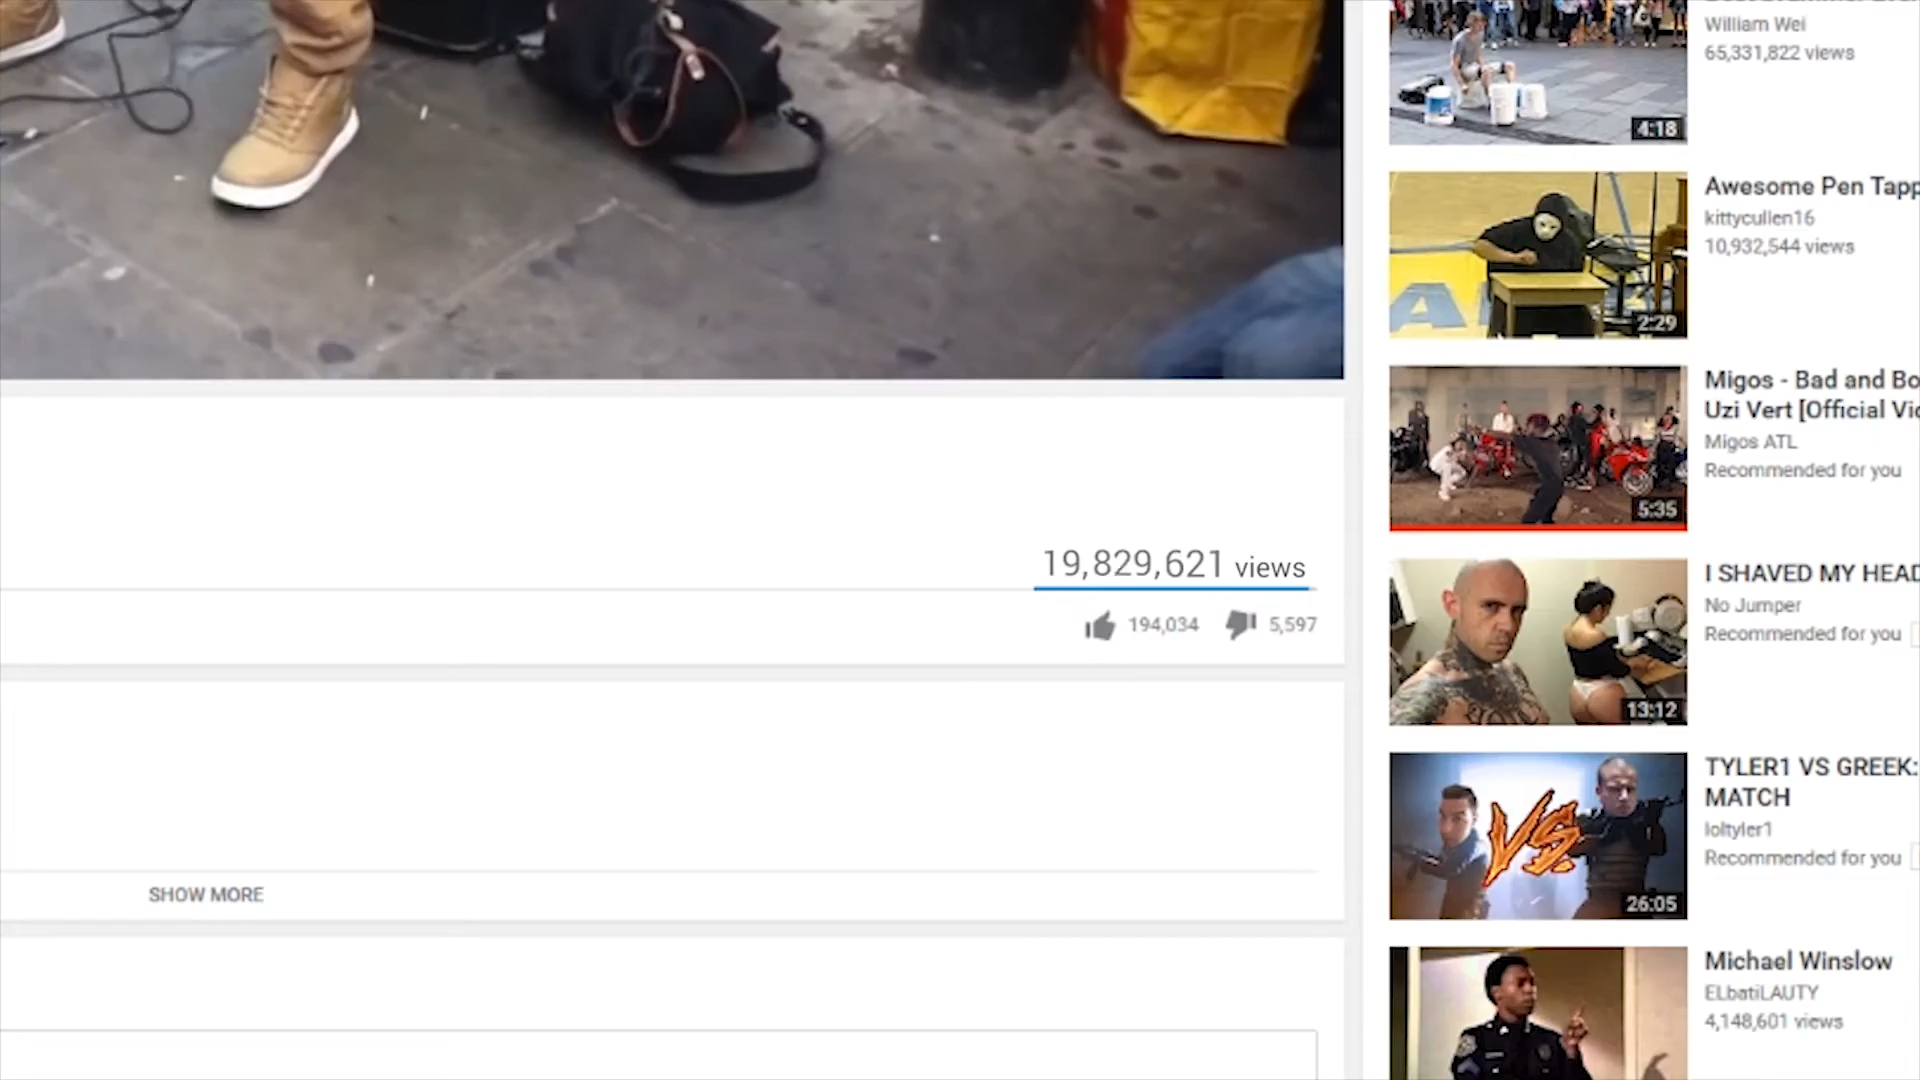 William Wei
65,331,822 views
4:18
Awesome Pen Tapp
kittycullen16
10,932,544 views
2:29
A
Migos - Bad and Bo
Uzi Vert [Official Vic
Migos ATL
Recommended for you
5:35
19,829,621 views
194,034 5,597
I SHAVED MY HEAD
No Jumper
Recommended for you
13:12
TYLER1 VS GREEK:
MATCH
loltyler1
Recommended for you
VS
26:05
SHOW MORE
Michael Winslow
ELbatiLAUTY
4,148,601 views